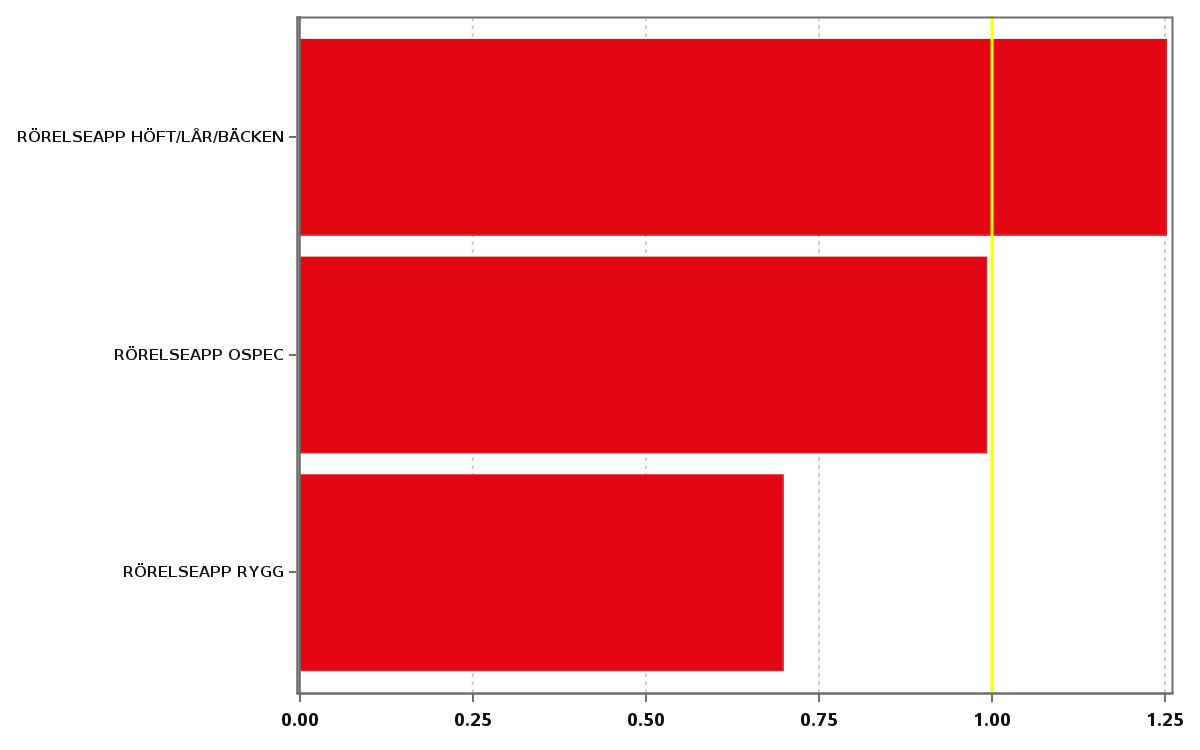 RÖRELSEAPP HÖFT/LÅR/BÄCKEN
RÖRELSEAPP OSPEC
RÖRELSEAPP RYGG
0.00 0.25 0.50 0.75 1.00 1.25